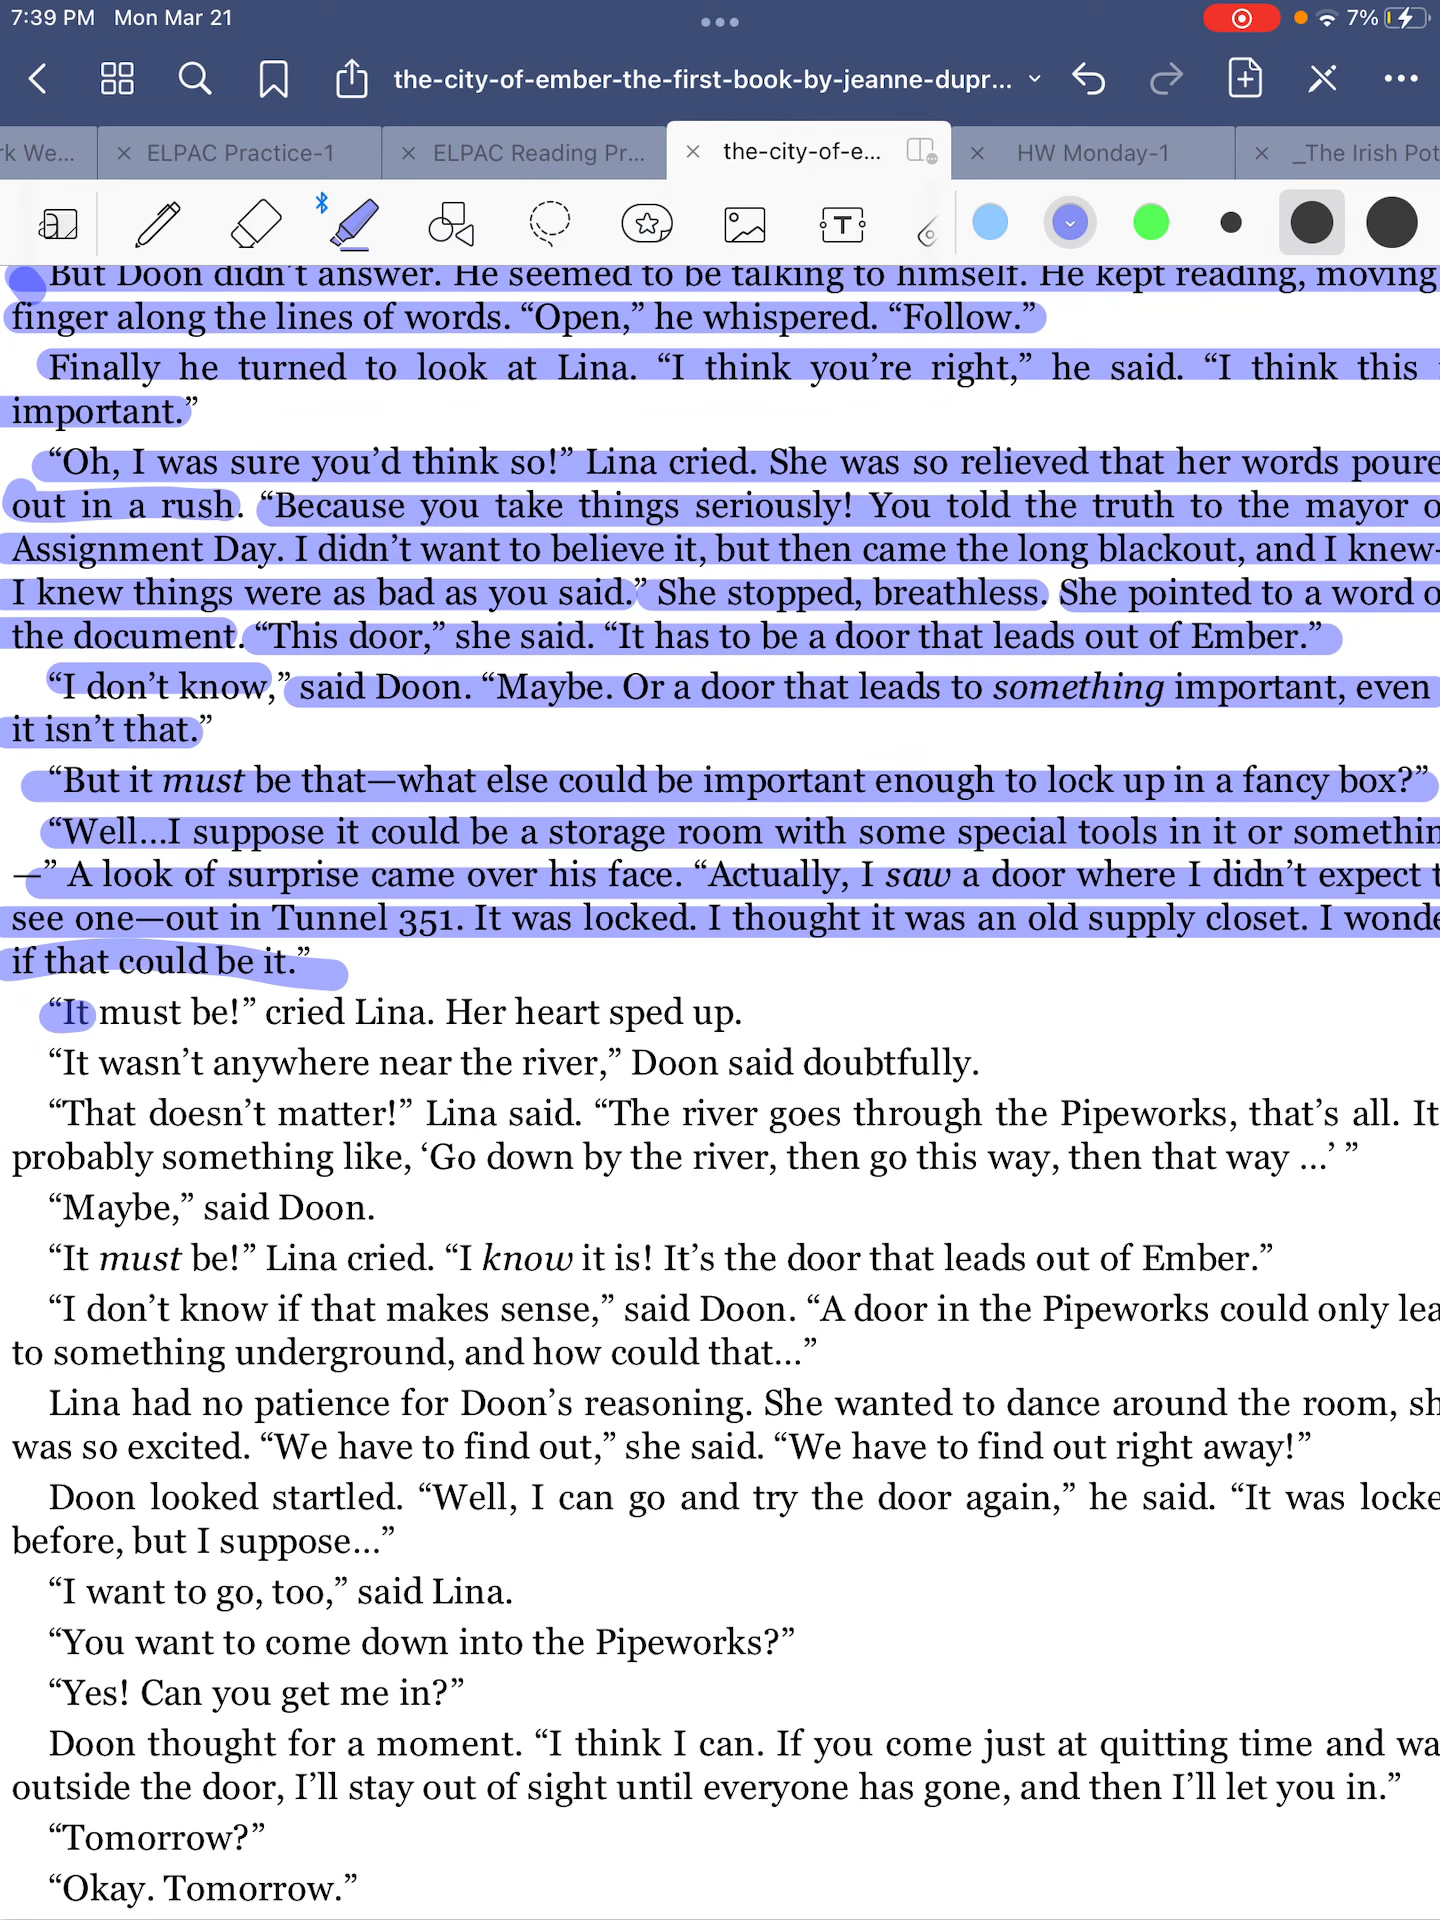 7:39 PM Mon Mar 21
7%
the-city-of-ember-the-first-book-by-jeanne-dupr...
rk We...
ELPAC Practice-1
ELPAC Reading Pr...
the-city-of-e...
HW Monday-1
_The Irish Pot
But Doon didn’t answer. He seemed to be talking to himself. He kept reading, moving
finger along the lines of words. “Open,” he whispered. “Follow.”
Finally he turned to look at Lina. “I think you’re right,” he said. “I think this
important.”
“Oh, I was sure you’d think so!” Lina cried. She was so relieved that her words poure
out in a rush. “Because you take things seriously! You told the truth to the mayor o
Assignment Day. I didn’t want to believe it, but then came the long blackout, and I knew—
I knew things were as bad as you said.” She stopped, breathless. She pointed to a word o
the document. “This door,” she said. “It has to be a door that leads out of Ember.”
“I don’t know,” said Doon. “Maybe. Or a door that leads to something important, even
it isn’t that.”
“But it must be that—what else could be important enough to lock up in a fancy box?”
“Well...I suppose it could be a storage room with some special tools in it or somethin
—” A look of surprise came over his face. “Actually, I saw a door where I didn’t expect t
see one—out in Tunnel 351. It was locked. I thought it was an old supply closet. I wonde
if that could be it.”
“It must be!” cried Lina. Her heart sped up.
“It wasn’t anywhere near the river,” Doon said doubtfully.
“That doesn’t matter!” Lina said. “The river goes through the Pipeworks, that’s all. It
probably something like, ‘Go down by the river, then go this way, then that way ...’ ”
“Maybe,” said Doon.
“It must be!” Lina cried. “I know it is! It’s the door that leads out of Ember.”
“I don’t know if that makes sense,” said Doon. “A door in the Pipeworks could only lea
to something underground, and how could that...”
Lina had no patience for Doon’s reasoning. She wanted to dance around the room, sh
was so excited. “We have to find out,” she said. “We have to find out right away!”
Doon looked startled. “Well, I can go and try the door again,” he said. “It was locke
before, but I suppose...”
“I want to go, too,” said Lina.
“You want to come down into the Pipeworks?”
“Yes! Can you get me in?”
Doon thought for a moment. “I think I can. If you come just at quitting time and wa
outside the door, I’ll stay out of sight until everyone has gone, and then I’ll let you in.”
“Tomorrow?”
“Okay. Tomorrow.”